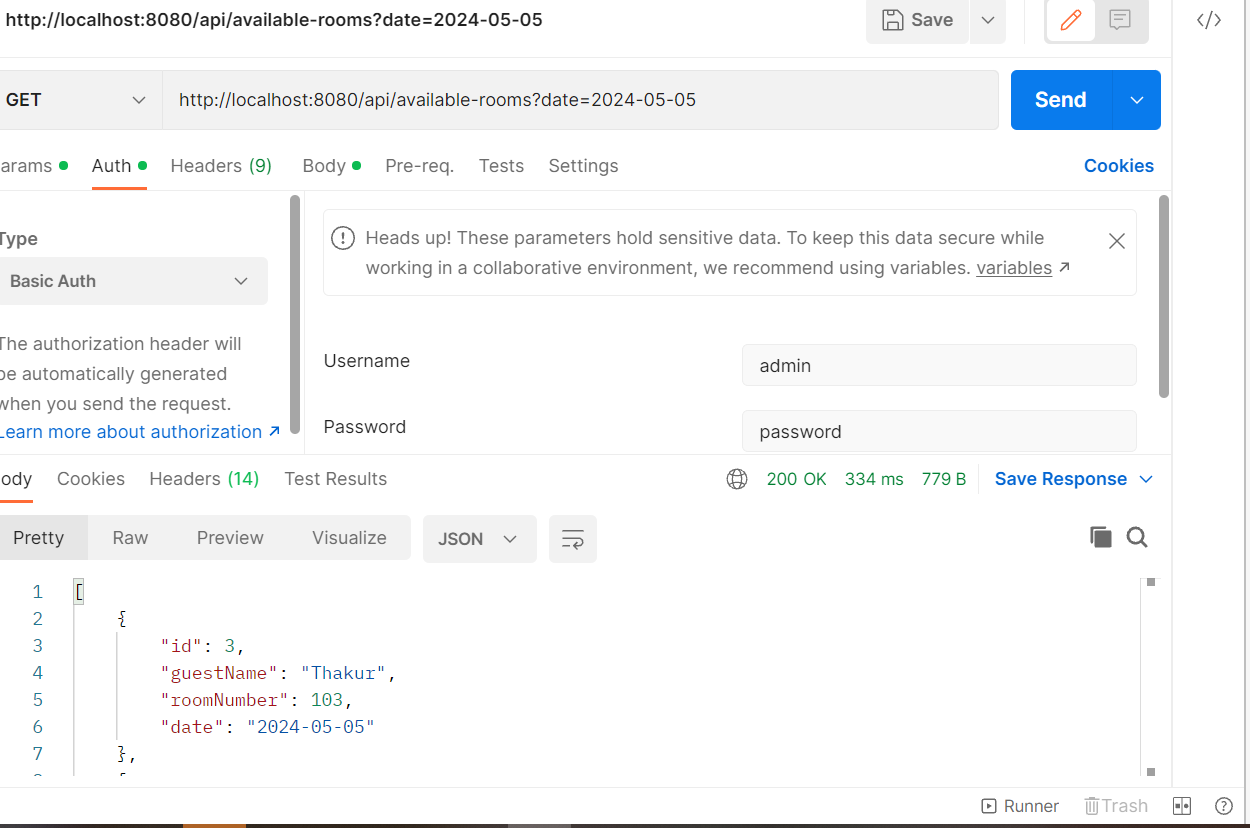 http://localhost:8080/api/available-rooms?date=2024-05-05
Save
GET
http://localhost:8080/api/available-rooms?date=2024-05-05
Send
arams
Auth
Headers (9)
Body
Pre-req.
Tests
Settings
Cookies
Type
Basic Auth
The authorization header will
be automatically generated
when you send the request.
Learn more about authorization ↗
Heads up! These parameters hold sensitive data. To keep this data secure while
working in a collaborative environment, we recommend using variables. variables ↗
Username
admin
Password
password
ody
Cookies
Headers (14)
Test Results
200 OK
334 ms
779 B
Save Response
Pretty
Raw
Preview
Visualize
JSON
1 [
2 {
3 "id": 3,
4 "guestName": "Thakur",
5 "roomNumber": 103,
6 "date": "2024-05-05"
7 },
Runner
Trash